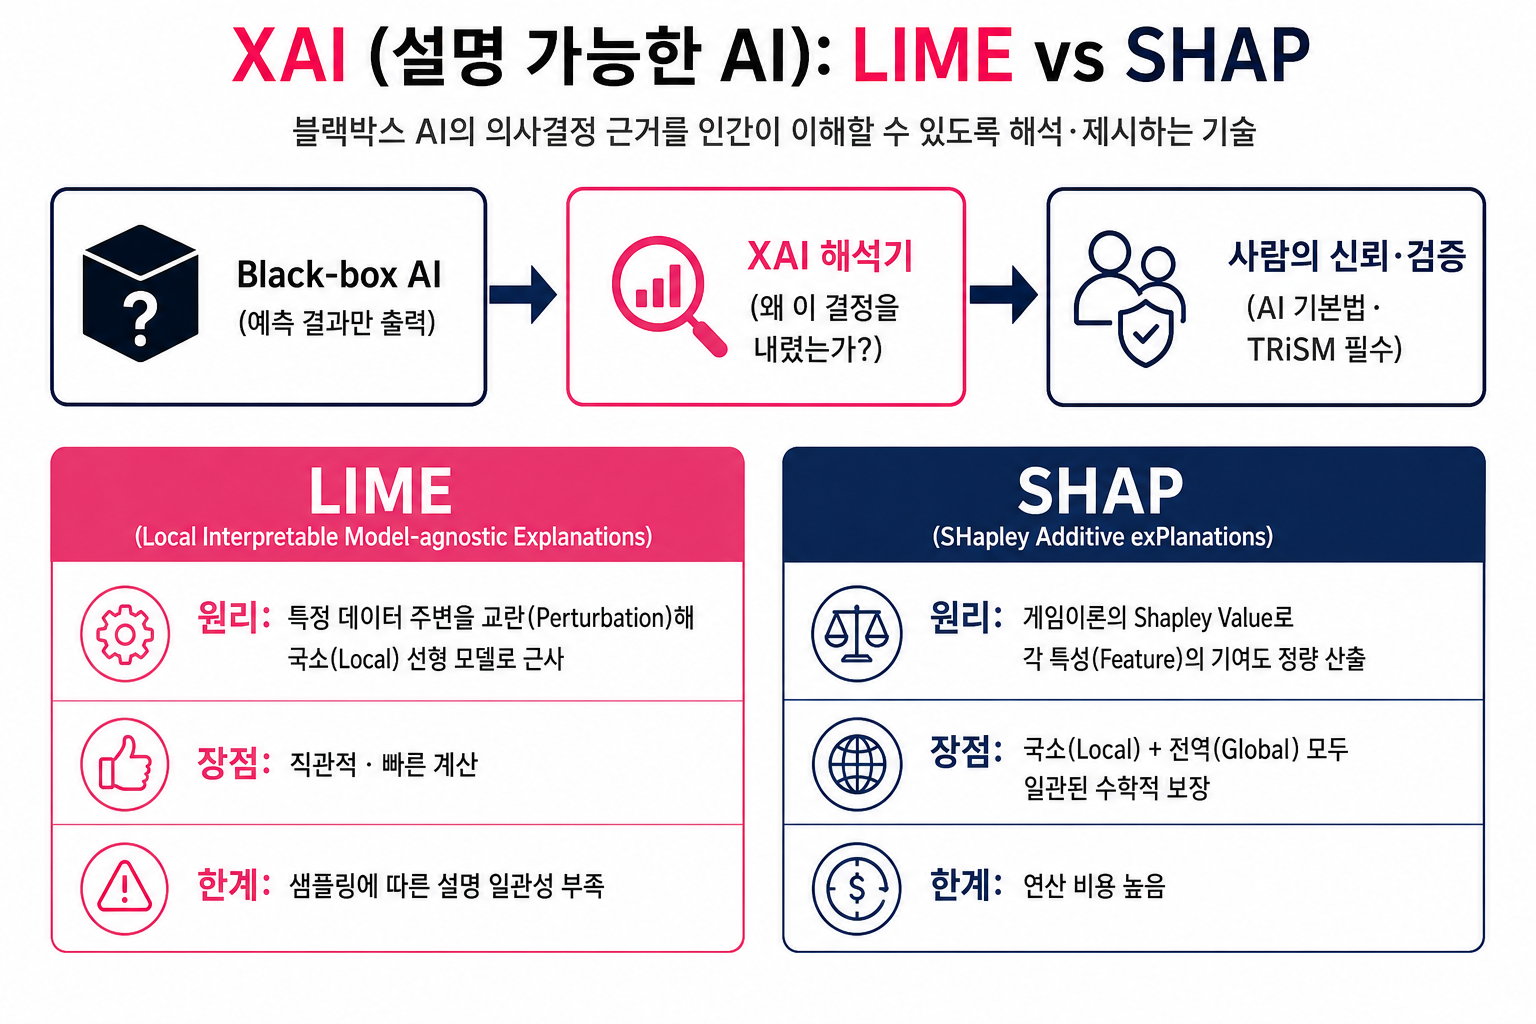 XAI (설명 가능한 AI): LIME vs SHAP
블랙박스 AI의 의사결정 근거를 인간이 이해할 수 있도록 해석·제시하는 기술
?
Black-box AI
(예측 결과만 출력)
XAI 해석기
(왜 이 결정을
내렸는가?)
사람의 신뢰·검증
(AI 기본법·
TRiSM 필수)
LIME
(Local Interpretable Model-agnostic Explanations)
원리: 특정 데이터 주변을 교란(Perturbation)해
국소(Local) 선형 모델로 근사
장점: 직관적 · 빠른 계산
한계: 샘플링에 따른 설명 일관성 부족
SHAP
(SHapley Additive exPlanations)
원리: 게임이론의 Shapley Value로
각 특성(Feature)의 기여도 정량 산출
장점: 국소(Local) + 전역(Global) 모두
일관된 수학적 보장
$
한계: 연산 비용 높음